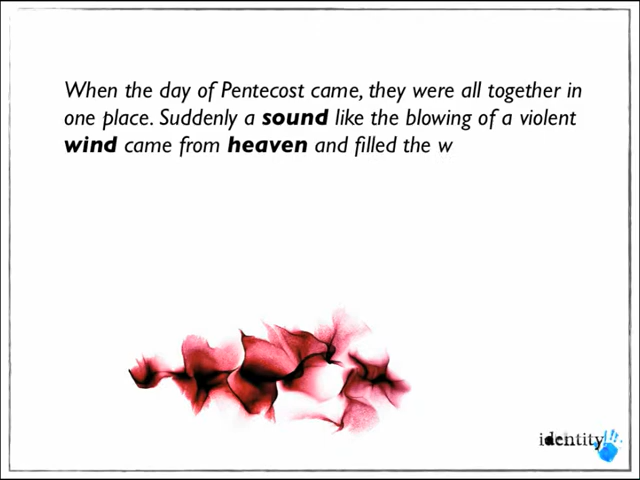 When the day of Pentecost came, they were all together in
one place. Suddenly a sound like the blowing of a violent
wind came from heaven and filled the w
identity